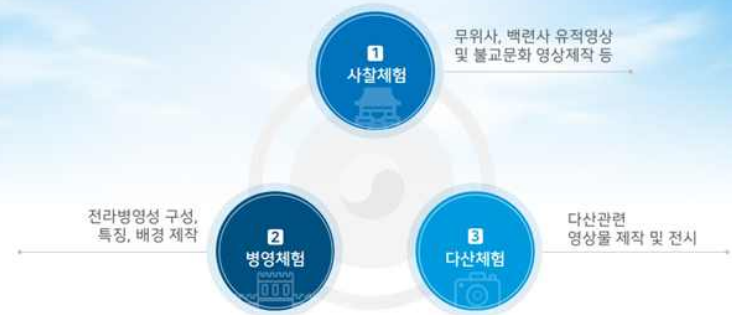 무위사, 백련사 유적영상
및 불교문화 영상제작 등
1
사찰체험
전라병영성 구성,
특징, 배경 제작
2
병영체험
3
다산체험
다산관련
영상물 제작 및 전시